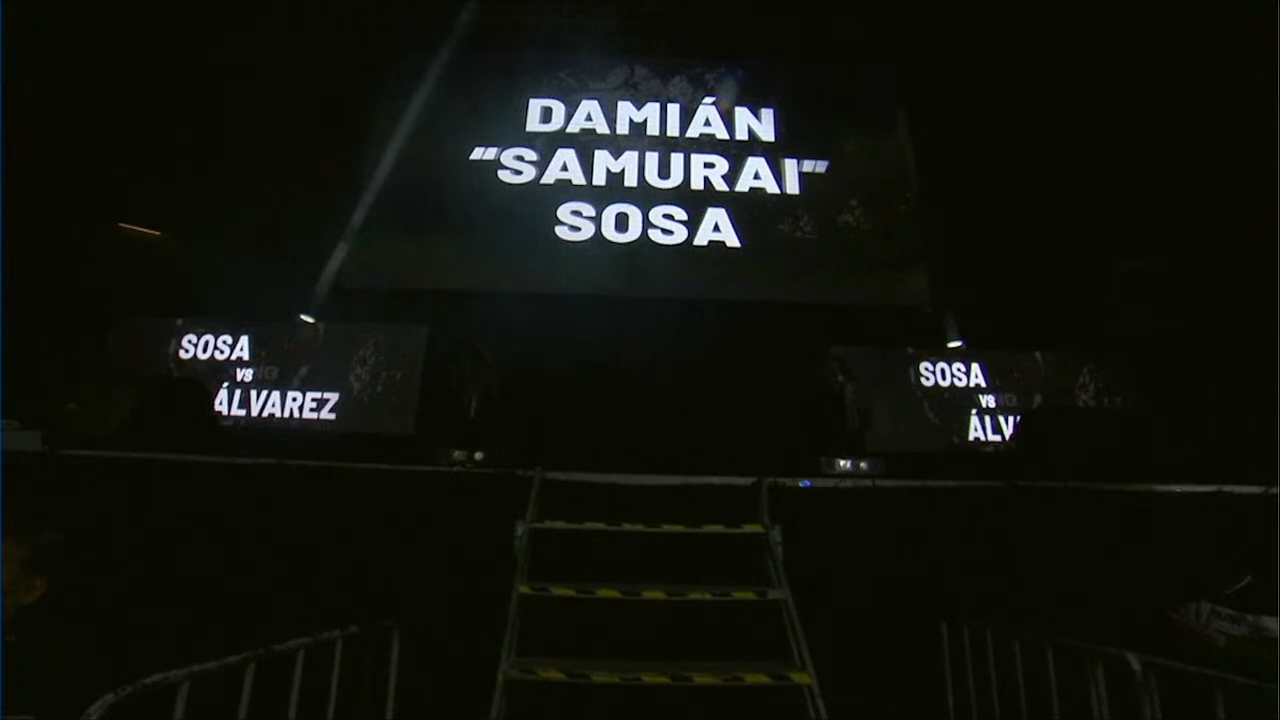 DAMIÁN
“SAMURAI”
SOSA
SOSA
VS
ÁLVAREZ
SOSA
VS
ÁLV